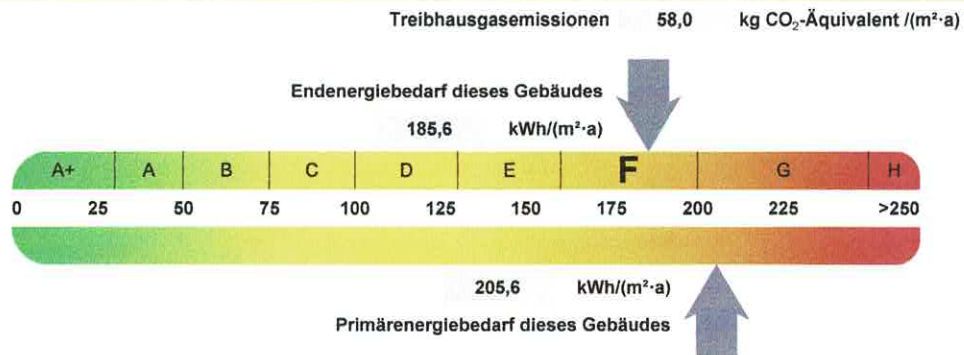 Treibhausgasemissionen 58,0 kg CO₂-Äquivalent /(m²·a)
Endenergiebedarf dieses Gebäudes
185,6 kWh/(m²·a)
A+ A B C D E F G H
0 25 50 75 100 125 150 175 200 225 >250
205,6 kWh/(m²·a)
Primärenergiebedarf dieses Gebäudes